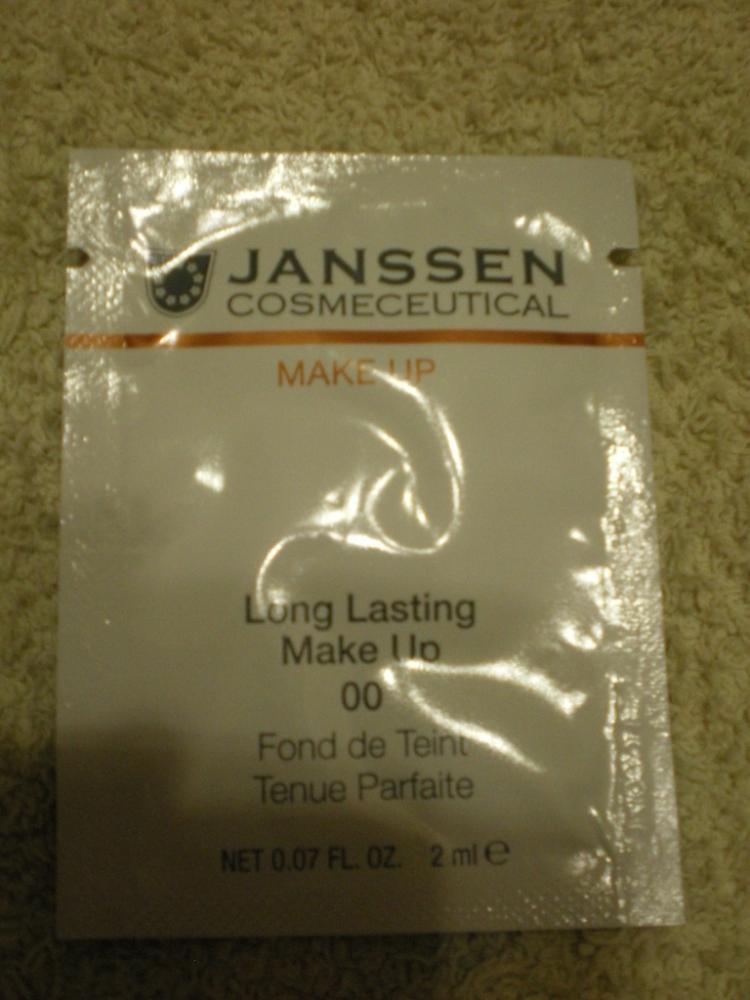 JANSSEN
COSMECEUTICAL
MAKE UP
Long Lasting
Make Up
00
Fond de Teint
Tenue Parfaite
NET 0.07 FL. OZ. 2 ml e